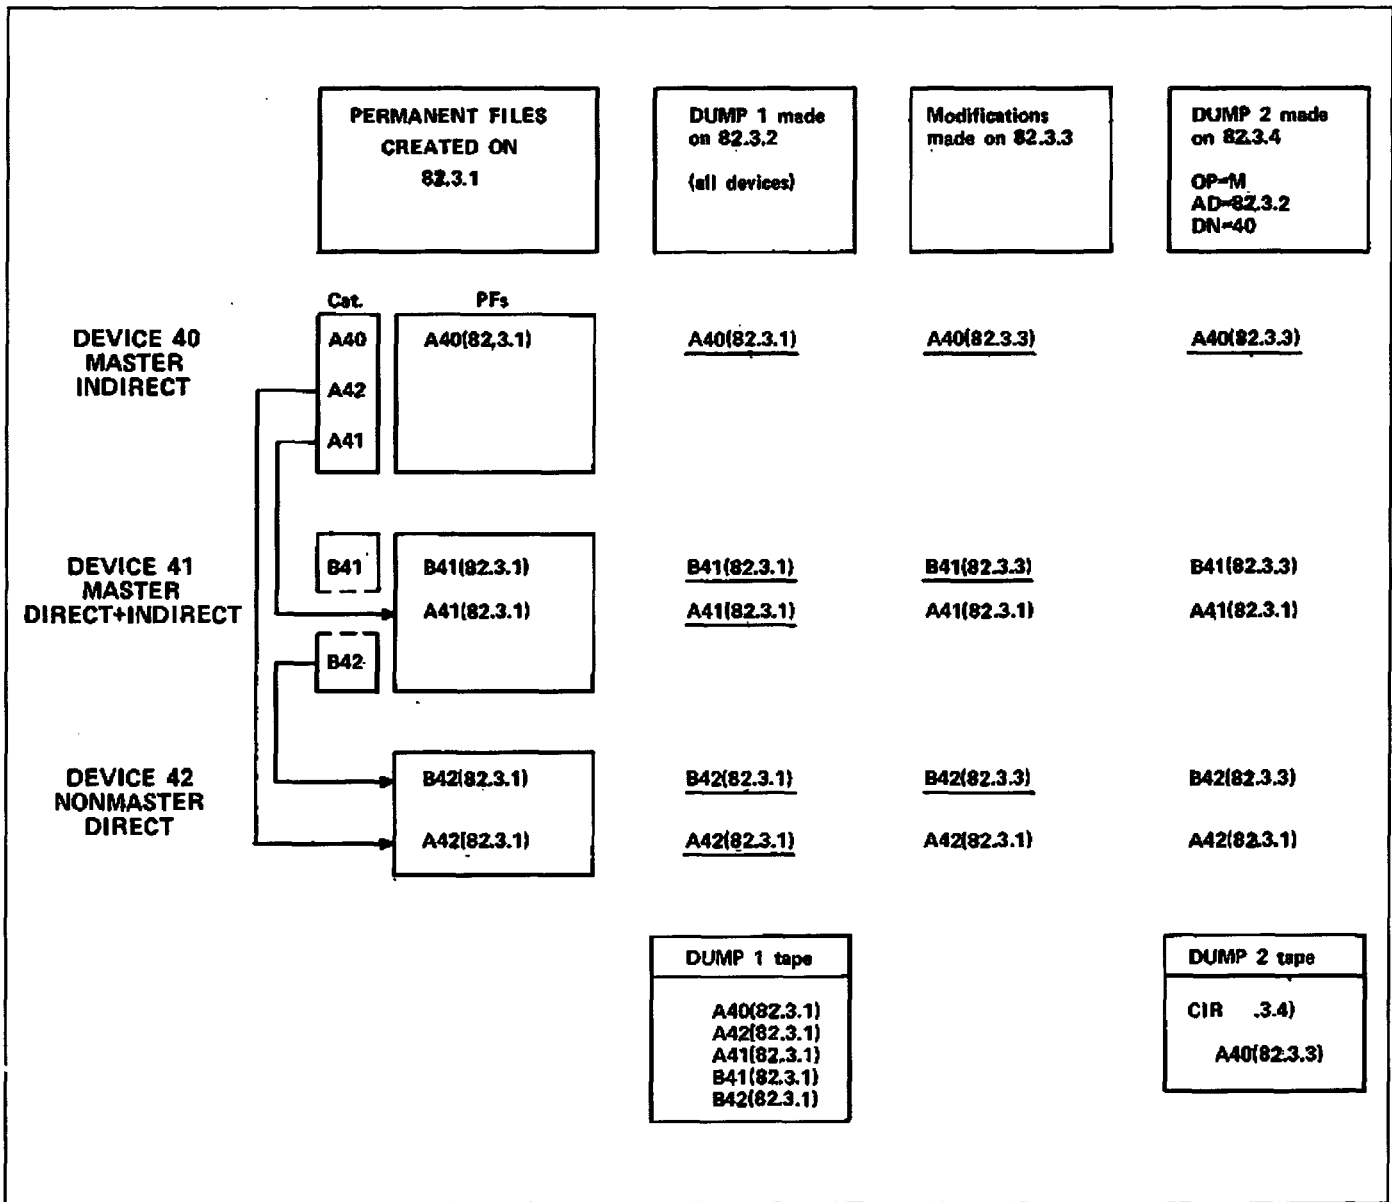 PERMANENT FILES
CREATED ON
82.3.1
DUMP 1 made
on 82.3.2
(all devices)
Modifications
made on 82.3.3
DUMP 2 made
on 82.3.4
OP=M
AD=82.3.2
DN=40
Cat. PFs
DEVICE 40
MASTER
INDIRECT
A40 A40(82.3.1) A40(82.3.1) A40(82.3.3) A40(82.3.3)
A42
A41
DEVICE 41
MASTER
DIRECT+INDIRECT
B41 B41(82.3.1) B41(82.3.1) B41(82.3.3) B41(82.3.3)
A41(82.3.1) A41(82.3.1) A41(82.3.1) A41(82.3.1)
B42
DEVICE 42
NONMASTER
DIRECT
B42(82.3.1) B42(82.3.1) B42(82.3.3) B42(82.3.3)
A42(82.3.1) A42(82.3.1) A42(82.3.1) A42(82.3.1)
DUMP 1 tape
A40(82.3.1)
A42(82.3.1)
A41(82.3.1)
B41(82.3.1)
B42(82.3.1)
DUMP 2 tape
CIR .3.4)
A40(82.3.3)